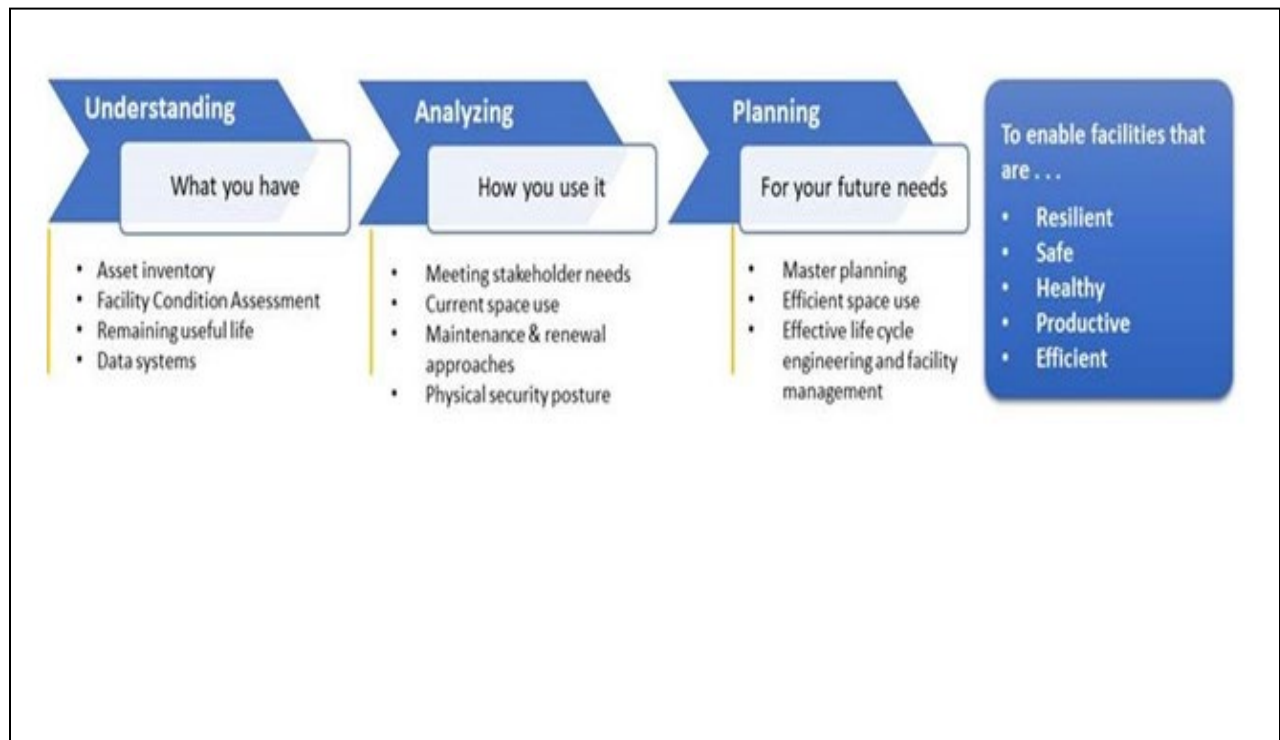 Understanding
What you have
• Asset inventory
• Facility Condition Assessment
• Remaining useful life
• Data systems
Analyzing
How you use it
• Meeting stakeholder needs
• Current space use
• Maintenance & renewal
approaches
• Physical security posture
Planning
For your future needs
• Master planning
• Efficient space use
• Effective life cycle
engineering and facility
management
To enable facilities that
are . . .
• Resilient
• Safe
• Healthy
• Productive
• Efficient